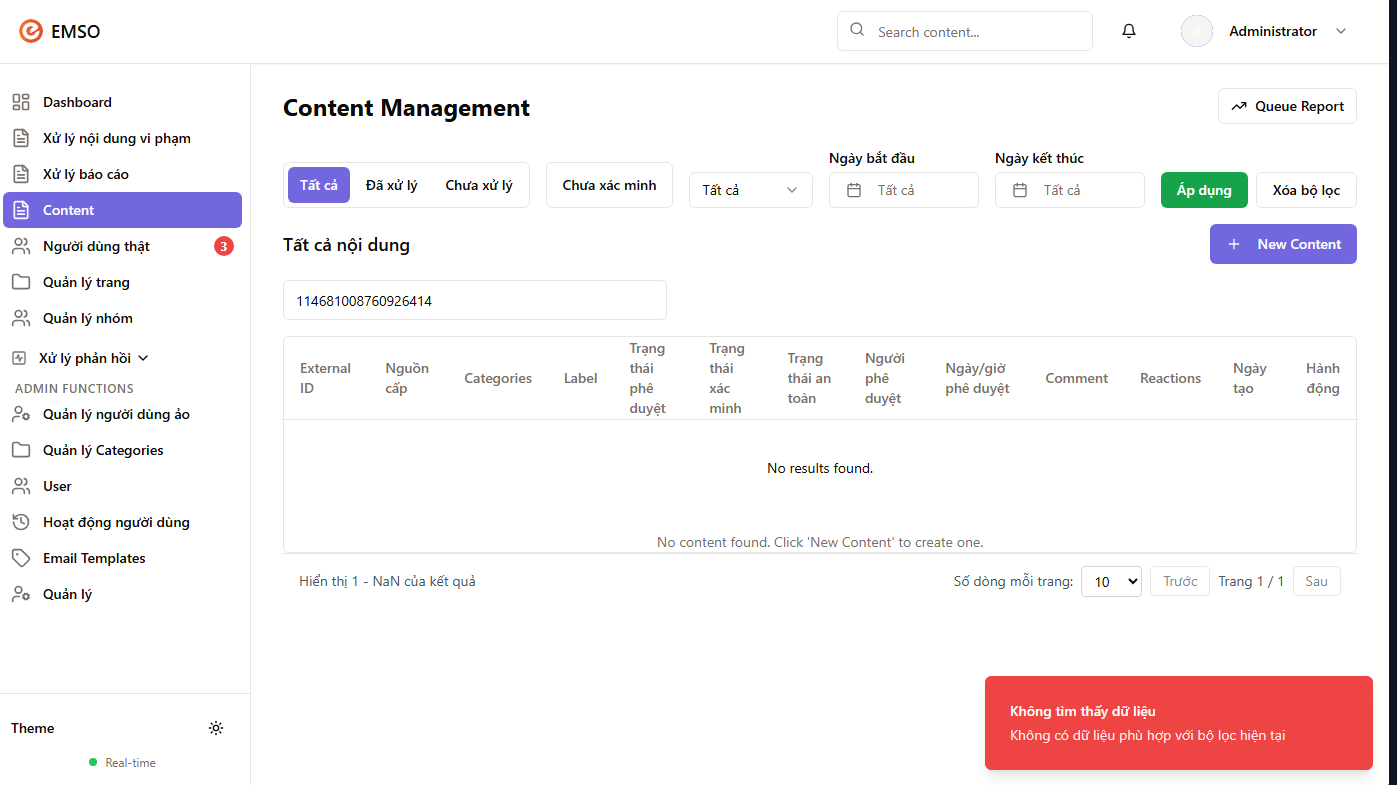 EMSO
Search content...
Administrator
Dashboard
Xử lý nội dung vi phạm
Xử lý báo cáo
Content
Người dùng thật
3
Quản lý trang
Quản lý nhóm
Xử lý phản hồi
ADMIN FUNCTIONS
Quản lý người dùng ảo
Quản lý Categories
User
Hoạt động người dùng
Email Templates
Quản lý
Theme
Real-time
Content Management
Queue Report
Tất cả
Đã xử lý
Chưa xử lý
Chưa xác minh
Tất cả
Ngày bắt đầu
Tất cả
Ngày kết thúc
Tất cả
Áp dụng
Xóa bộ lọc
Tất cả nội dung
New Content
114681008760926414
External
ID
Nguồn
cấp
Categories
Label
Trạng
thái
phê
duyệt
Trạng
thái
xác
minh
Trạng
thái an
toàn
Người
phê
duyệt
Ngày/giờ
phê duyệt
Comment
Reactions
Ngày
tạo
Hành
động
No results found.
No content found. Click 'New Content' to create one.
Hiển thị 1 - NaN của kết quả
Số dòng mỗi trang:
10
Trước
Trang 1 / 1
Sau
Không tìm thấy dữ liệu
Không có dữ liệu phù hợp với bộ lọc hiện tại